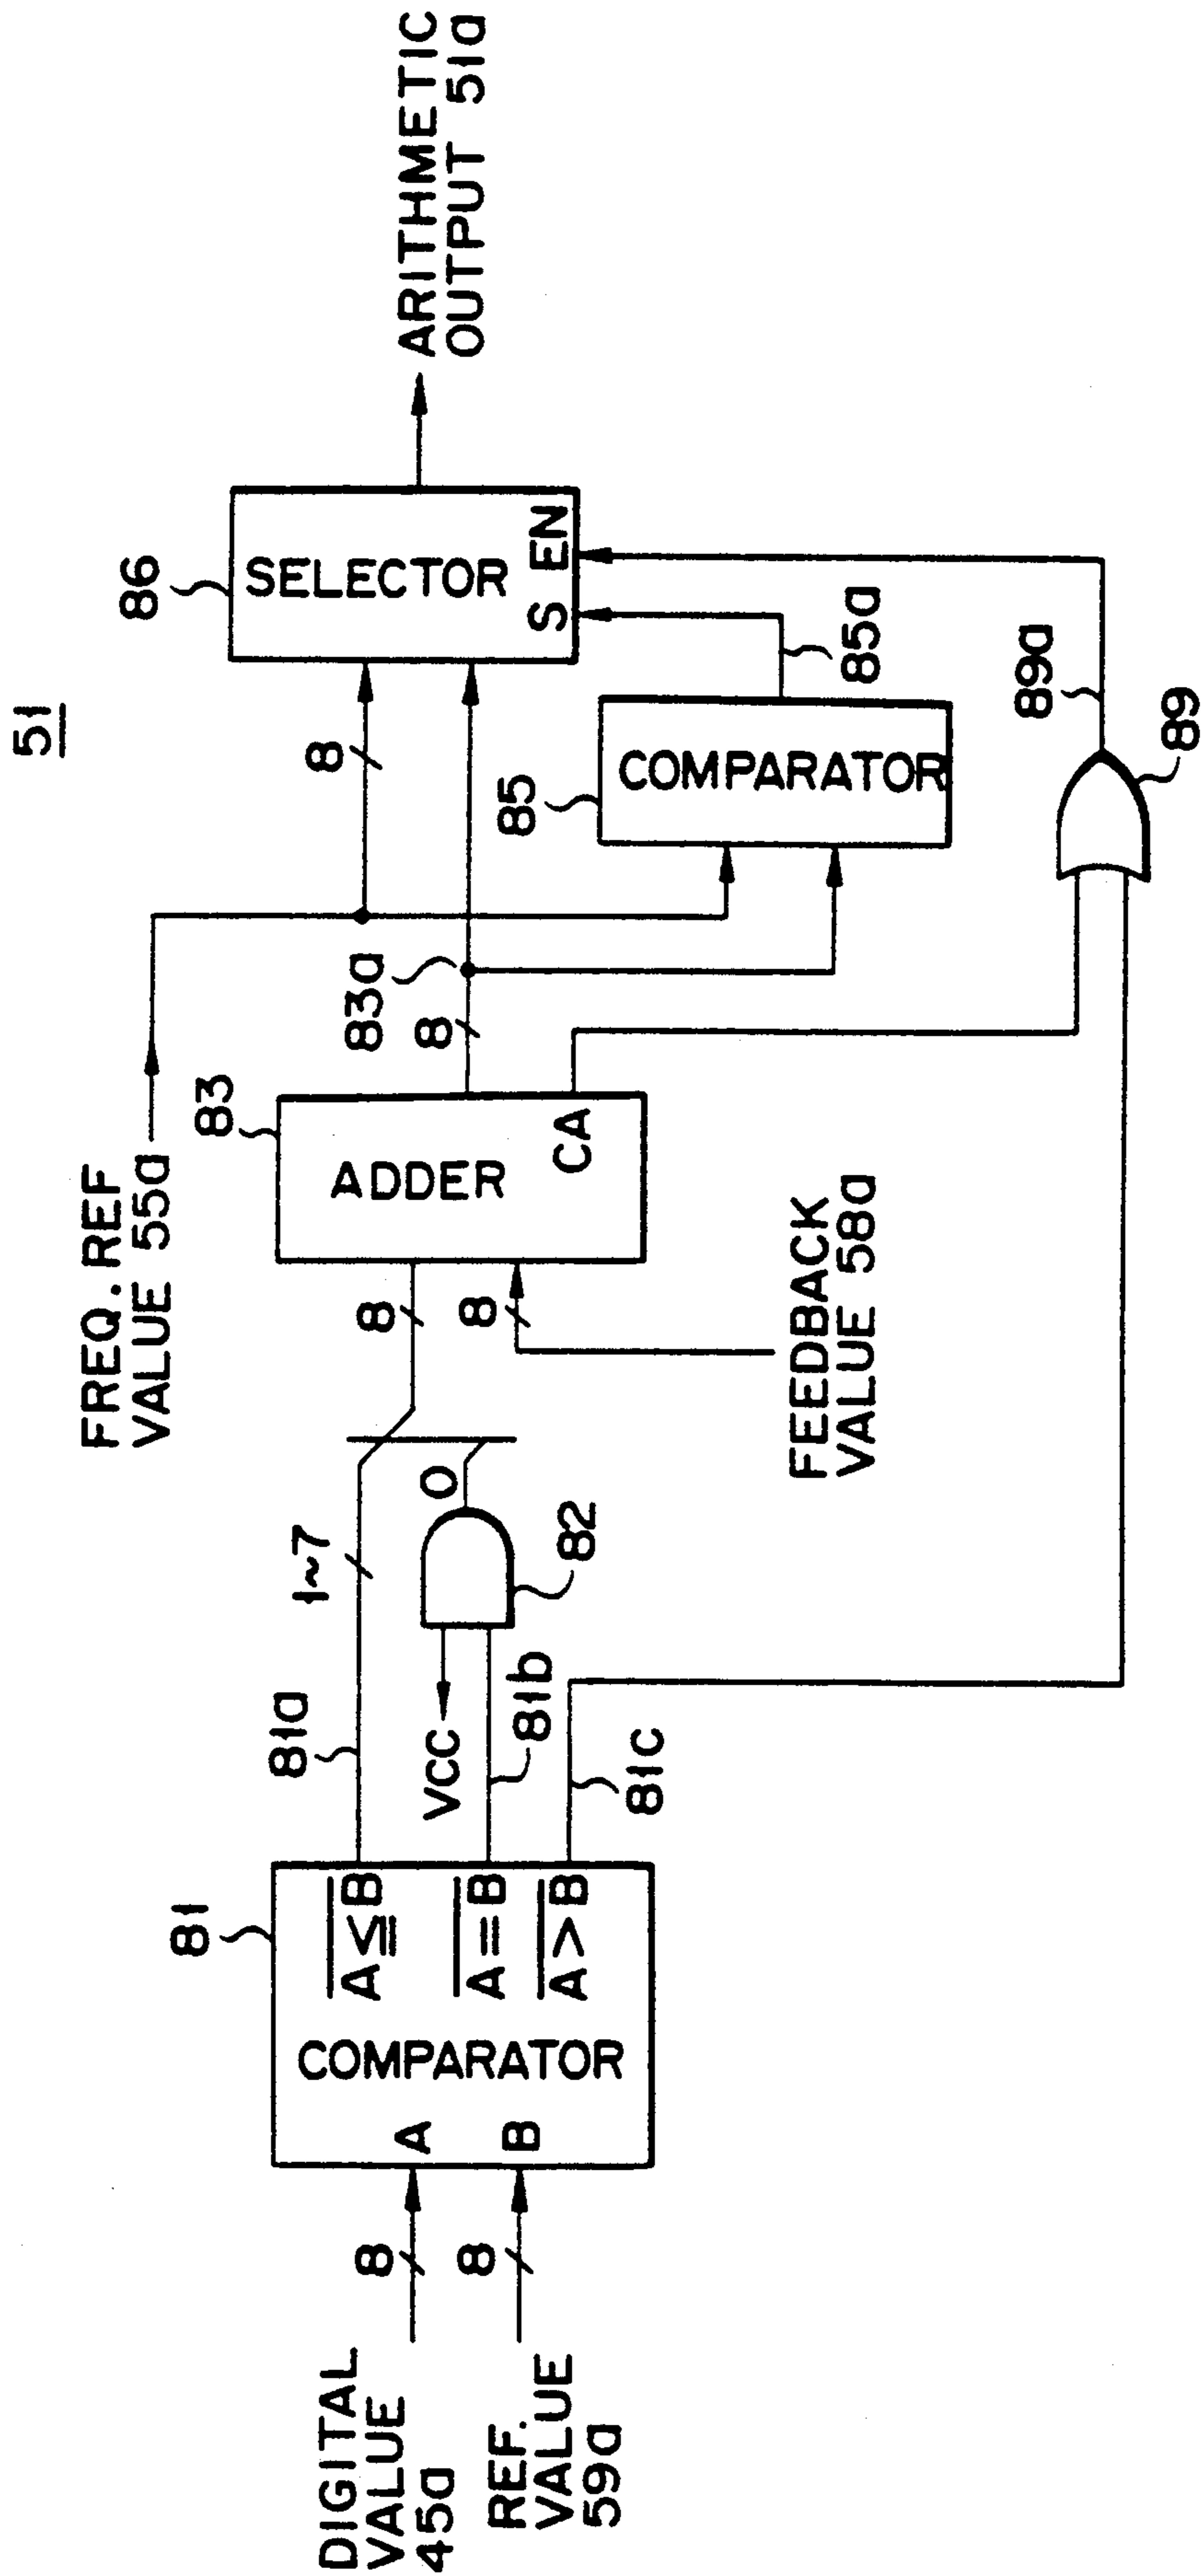 51
FREQ. REF
VALUE 55a
ARITHMETIC
OUTPUT 51a
86
SELECTOR
S EN
8
83a
8
85
COMPARATOR
85a
89a
89
83
ADDER
CA
8
8
FEEDBACK
VALUE 58a
1~7
0
82
VCC
81a
81b
81c
81
COMPARATOR
A
B
A≦B
A=B
A>B
8
8
DIGITAL
VALUE
45a
REF.
VALUE
59a